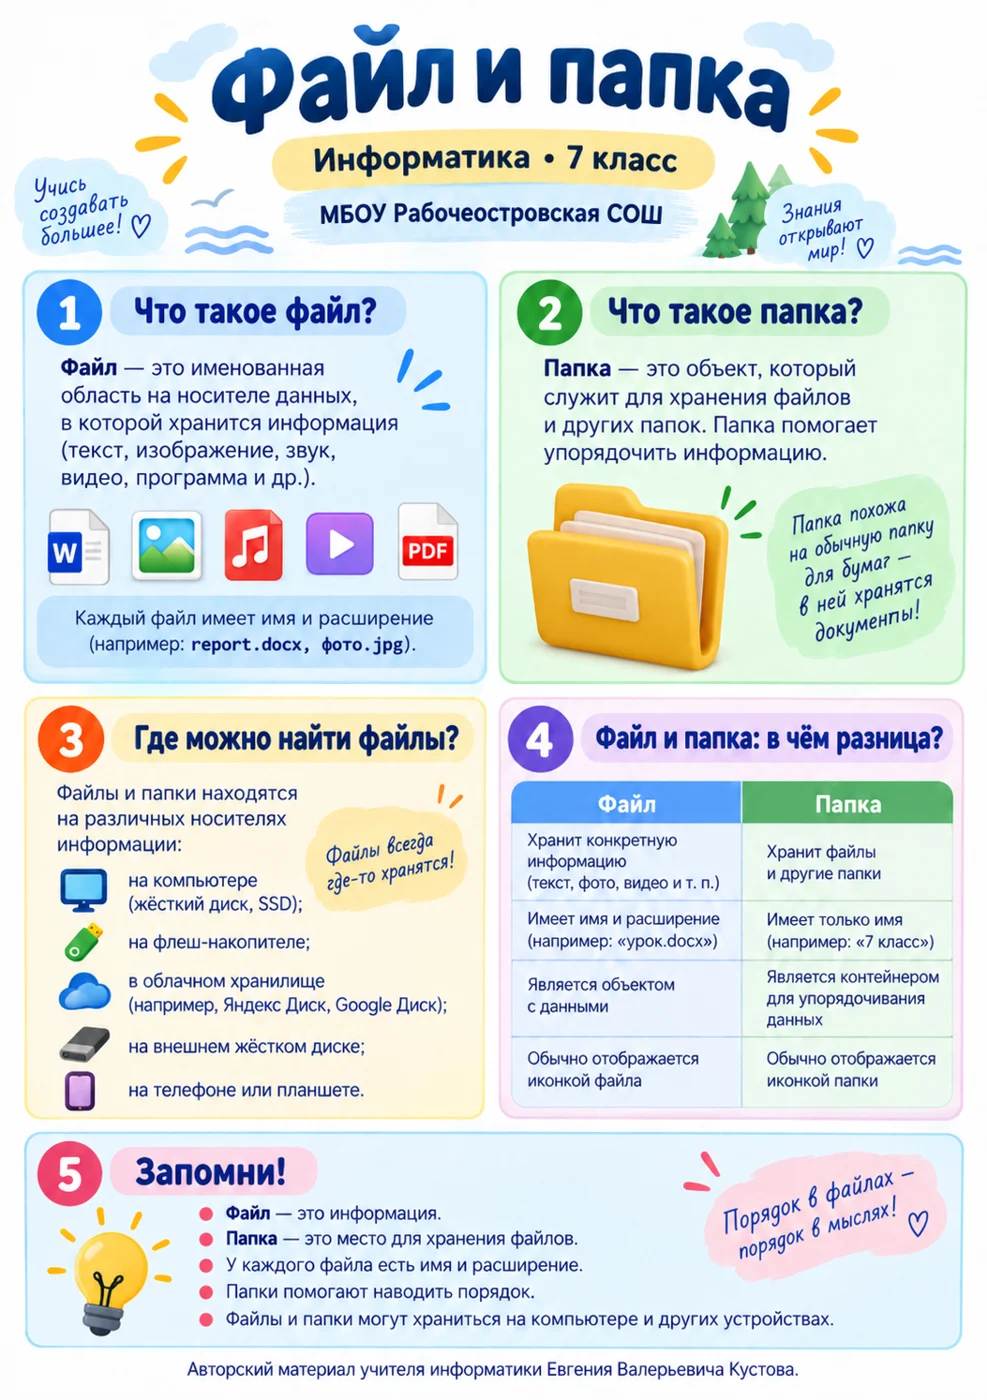 Файл и папка
Информатика • 7 класс
МБОУ Рабочеостровская СОШ
Учись
создавать
большее! ♡
Знания
открывают
мир! ♡
1 Что такое файл?
Файл — это именованная
область на носителе данных,
в которой хранится информация
(текст, изображение, звук,
видео, программа и др.).
W
PDF
Каждый файл имеет имя и расширение
(например: report.docx, фото.jpg).
2 Что такое папка?
Папка — это объект, который
служит для хранения файлов
и других папок. Папка помогает
упорядочить информацию.
Папка похожа
на обычную папку
для бумаг —
в ней хранятся
документы!
3 Где можно найти файлы?
Файлы и папки находятся
на различных носителях
информации:
Файлы всегда
где-то хранятся!
на компьютере
(жёсткий диск, SSD);
на флеш-накопителе;
в облачном хранилище
(например, Яндекс Диск, Google Диск);
на внешнем жёстком диске;
на телефоне или планшете.
4 Файл и папка: в чём разница?
Файл
Папка
Хранит конкретную
информацию
(текст, фото, видео и т. п.)
Хранит файлы
и другие папки
Имеет имя и расширение
(например: «урок.docx»)
Имеет только имя
(например: «7 класс»)
Является объектом
с данными
Является контейнером
для упорядочивания
данных
Обычно отображается
иконкой файла
Обычно отображается
иконкой папки
5 Запомни!
Файл — это информация.
Папка — это место для хранения файлов.
У каждого файла есть имя и расширение.
Папки помогают наводить порядок.
Файлы и папки могут храниться на компьютере и других устройствах.
Порядок в файлах —
порядок в мыслях! ♡
Авторский материал учителя информатики Евгения Валерьевича Кустова.